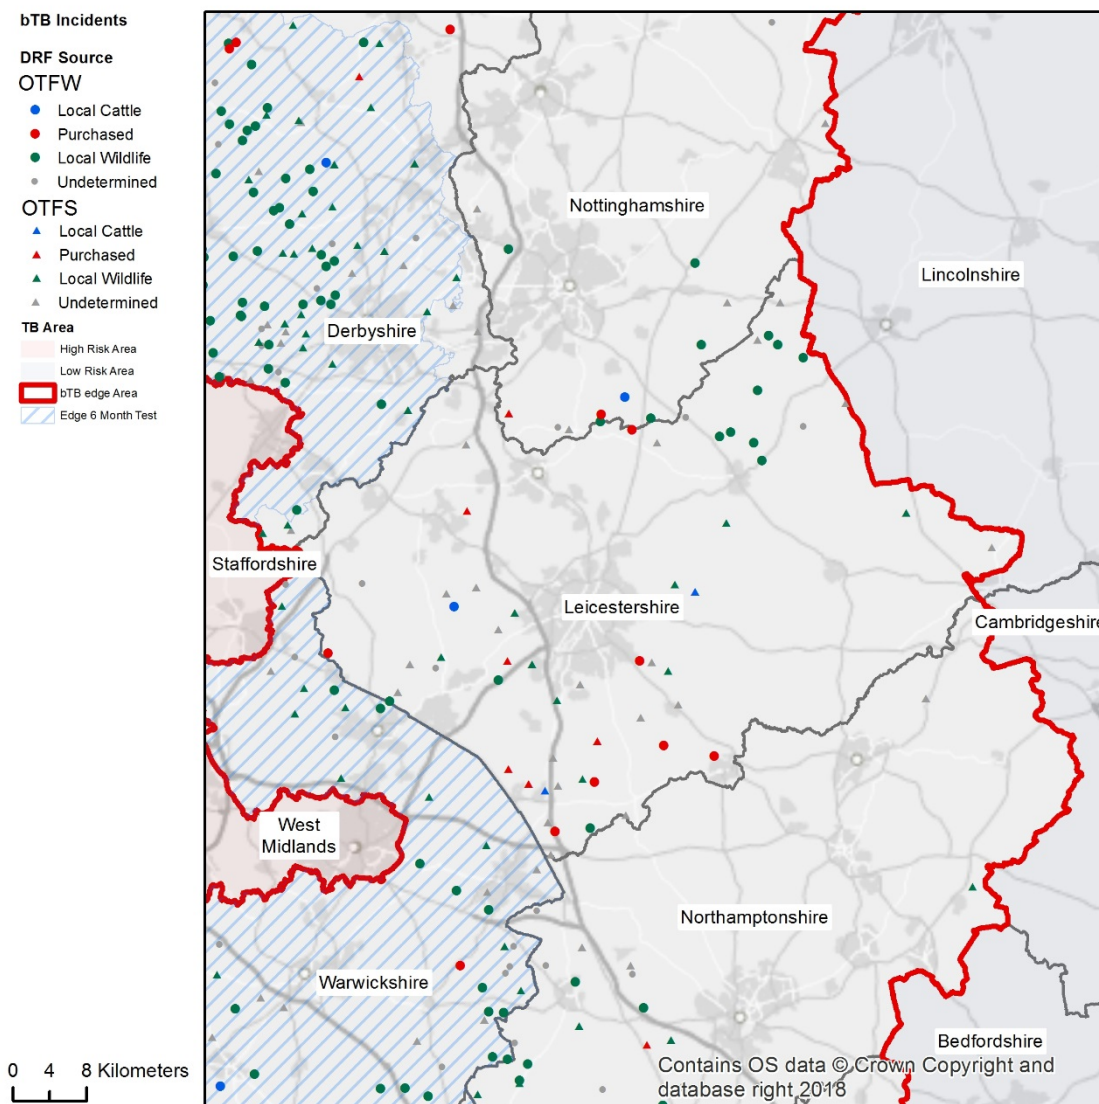 bTB Incidents
DRF Source
OTFW
Local Cattle
Purchased
Local Wildlife
Undetermined
OTFS
Local Cattle
Purchased
Local Wildlife
Undetermined
TB Area
High Risk Area
Low Risk Area
bTB edge Area
Edge 6 Month Test
0 4 8 Kilometers
Nottinghamshire
Lincolnshire
Derbyshire
Staffordshire
Leicestershire
Cambridgeshire
West
Midlands
Northamptonshire
Warwickshire
Bedfordshire
Contains OS data © Crown Copyright and
database right 2018